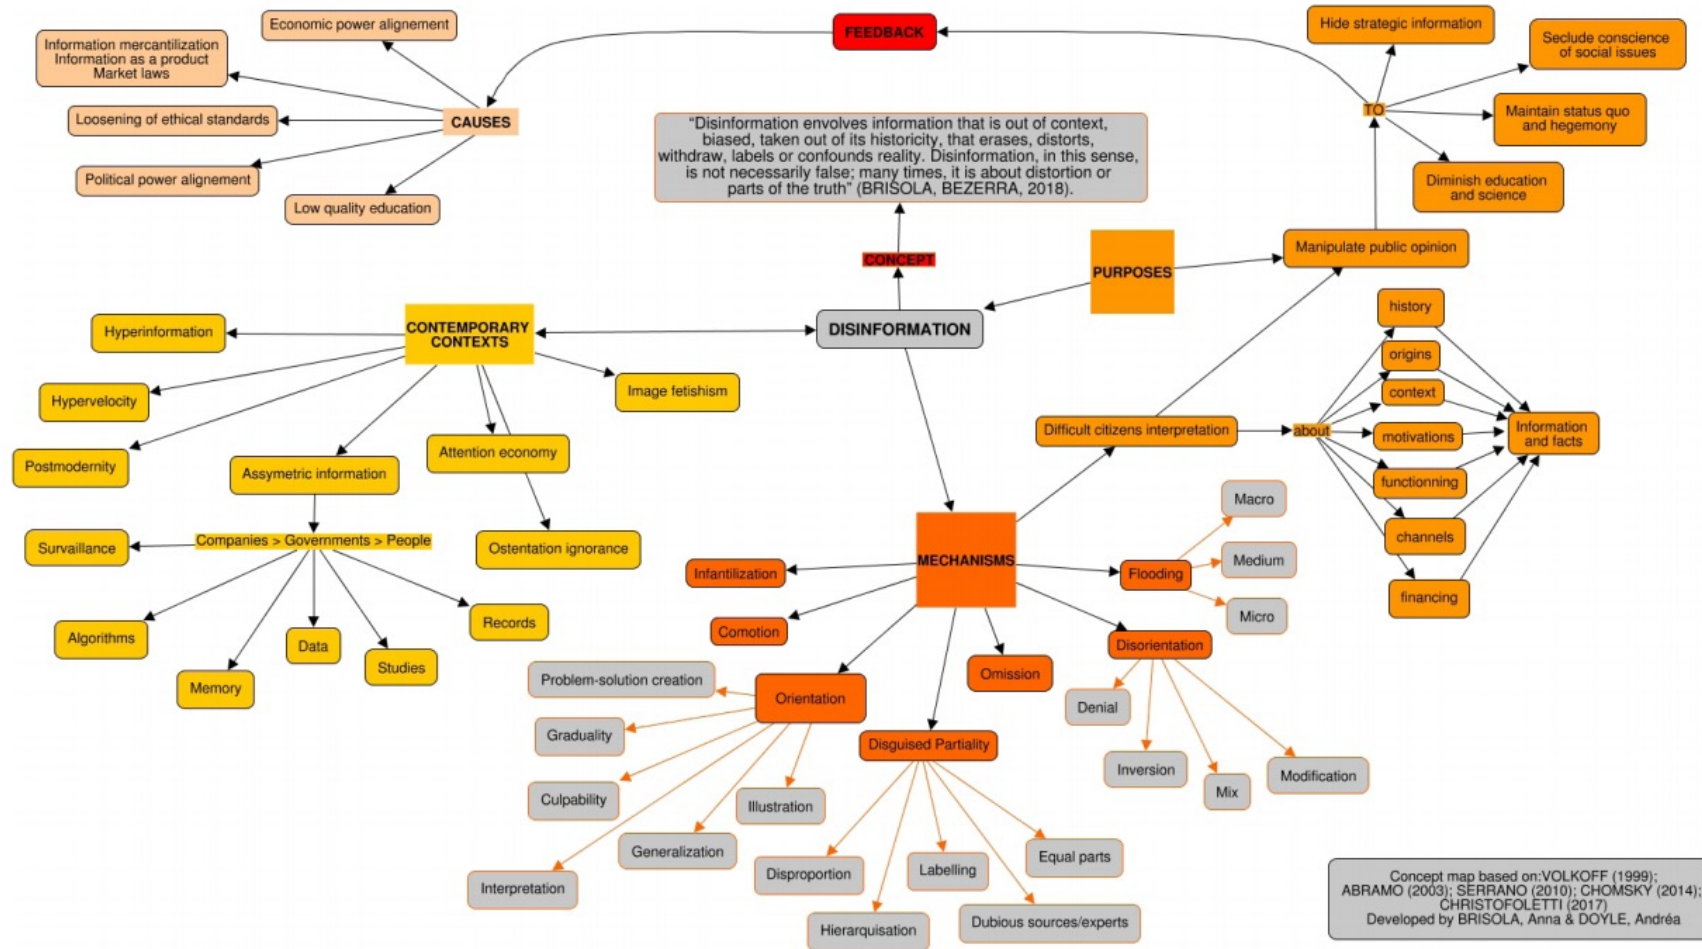 Economic power alignement
Information mercantilization
Information as a product
Market laws
Loosening of ethical standards
Political power alignement
Low quality education
CAUSES
FEEDBACK
Hide strategic information
Seclude conscience
of social issues
TO
Maintain status quo
and hegemony
Diminish education
and science
“Disinformation envolves information that is out of context,
biased, taken out of its historicity, that erases, distorts,
withdraw, labels or confounds reality. Disinformation, in this sense,
is not necessarily false; many times, it is about distortion or
parts of the truth” (BRISOLA, BEZERRA, 2018).
CONCEPT
PURPOSES
Manipulate public opinion
DISINFORMATION
CONTEMPORARY
CONTEXTS
Hyperinformation
Hypervelocity
Postmodernity
Assymetric information
Attention economy
Image fetishism
Ostentation ignorance
Companies > Governments > People
Survaillance
Algorithms
Memory
Data
Studies
Records
Difficult citizens interpretation
about
history
origins
context
motivations
functionning
channels
financing
Information
and facts
MECHANISMS
Infantilization
Comotion
Flooding
Macro
Medium
Micro
Disorientation
Denial
Inversion
Mix
Modification
Omission
Orientation
Problem-solution creation
Graduality
Culpability
Interpretation
Generalization
Illustration
Disguised Partiality
Disproportion
Hierarquisation
Labelling
Dubious sources/experts
Equal parts
Concept map based on:VOLKOFF (1999);
ABRAMO (2003); SERRANO (2010); CHOMSKY (2014);
CHRISTOFOLETTI (2017)
Developed by BRISOLA, Anna & DOYLE, Andréa